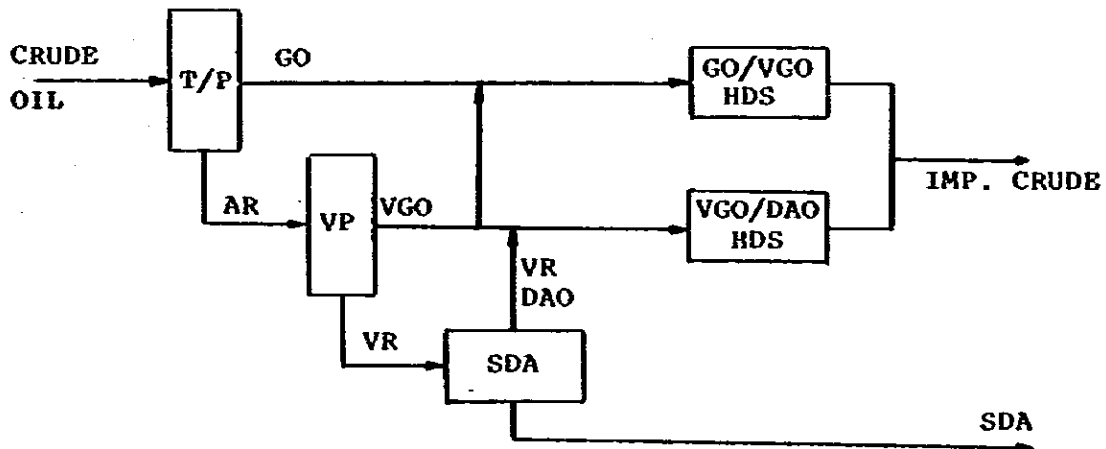 CRUDE
OIL
T/P
GO
GO/VGO
HDS
IMP. CRUDE
AR
VP
VGO
VGO/DAO
HDS
VR
DAO
VR
SDA
SDA